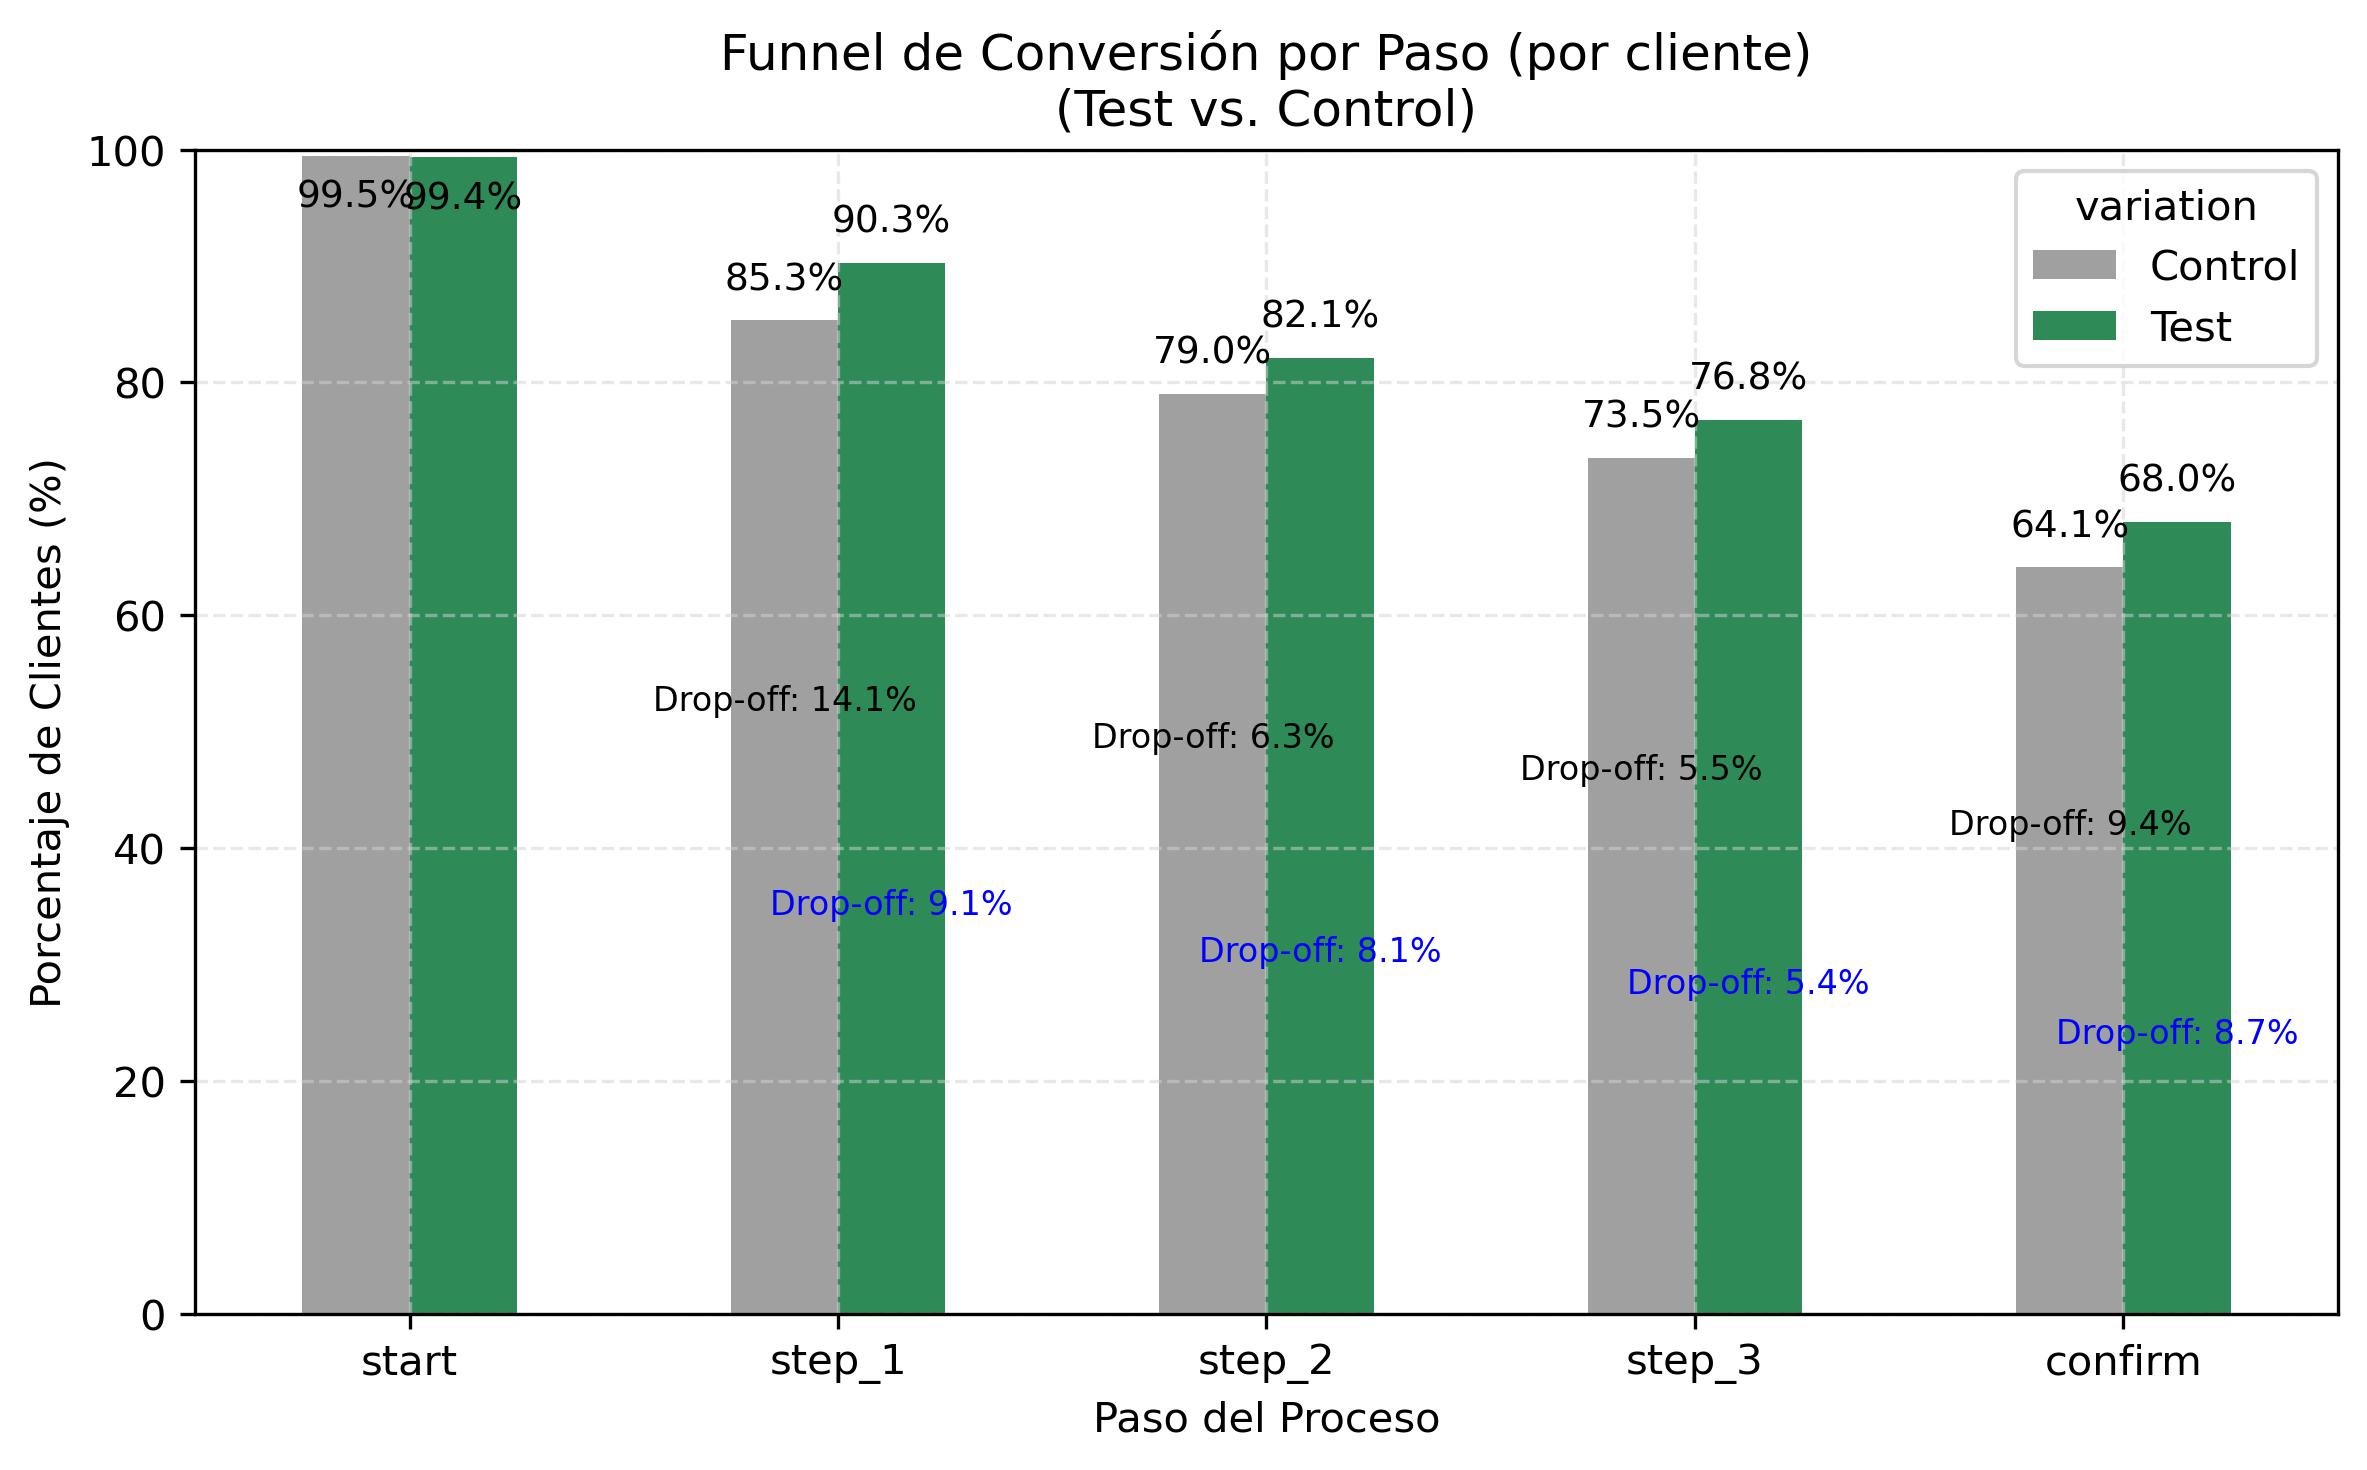 Funnel de Conversión por Paso (por cliente)
(Test vs. Control)
Porcentaje de Clientes (%)
100
80
60
40
20
0
99.5%
99.4%
85.3%
90.3%
79.0%
82.1%
73.5%
76.8%
64.1%
68.0%
Drop-off: 14.1%
Drop-off: 6.3%
Drop-off: 5.5%
Drop-off: 9.4%
Drop-off: 9.1%
Drop-off: 8.1%
Drop-off: 5.4%
Drop-off: 8.7%
variation
Control
Test
start
step_1
step_2
step_3
confirm
Paso del Proceso